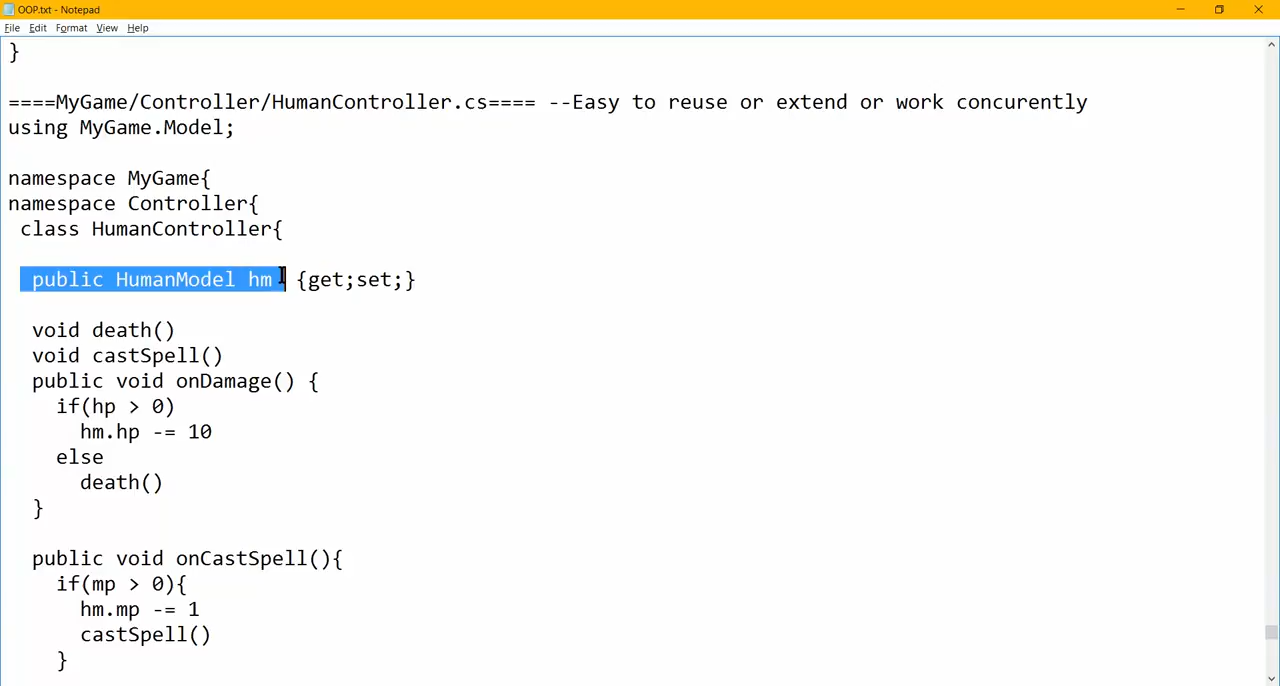 OOP.txt - Notepad
File Edit Format View Help
}
====MyGame/Controller/HumanController.cs==== --Easy to reuse or extend or work concurently
using MyGame.Model;
namespace MyGame{
namespace Controller{
class HumanController{
public HumanModel hm {get;set;}
void death()
void castSpell()
public void onDamage() {
if(hp > 0)
hm.hp -= 10
else
death()
}
public void onCastSpell(){
if(mp > 0){
hm.mp -= 1
castSpell()
}